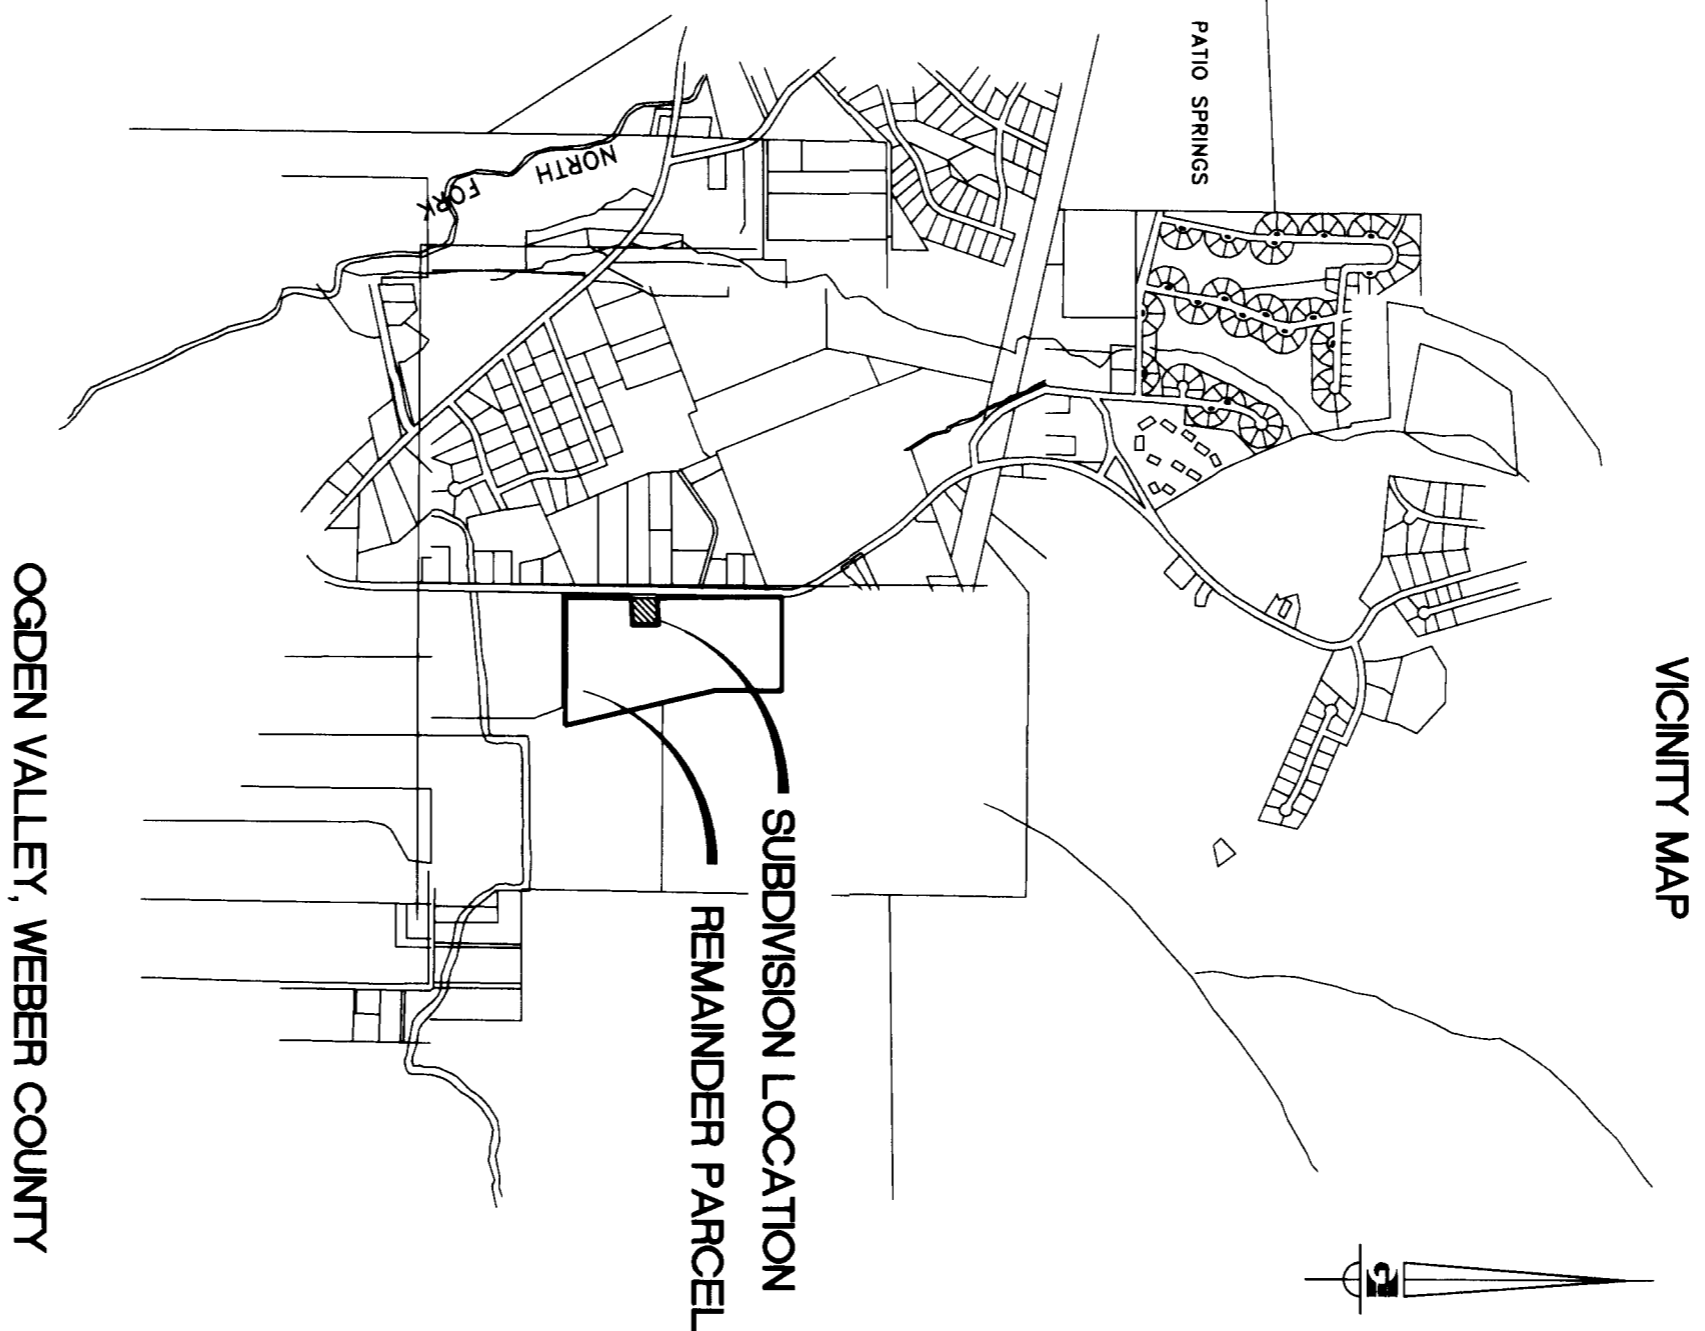 VICINITY MAP
PATIO SPRINGS
NORTH FORK
SUBDIVISION LOCATION
REMAINDER PARCEL
OGDEN VALLEY, WEBER COUNTY